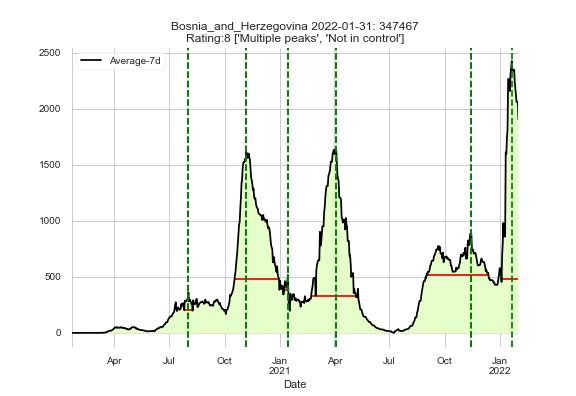 Bosnia_and_Herzegovina 2022-01-31: 347467
Rating:8 ['Multiple peaks', 'Not in control']
Average-7d
2500
2000
1500
1000
500
0
Apr
Jul
Oct
Jan
2021
Apr
Jul
Oct
Jan
2022
Date